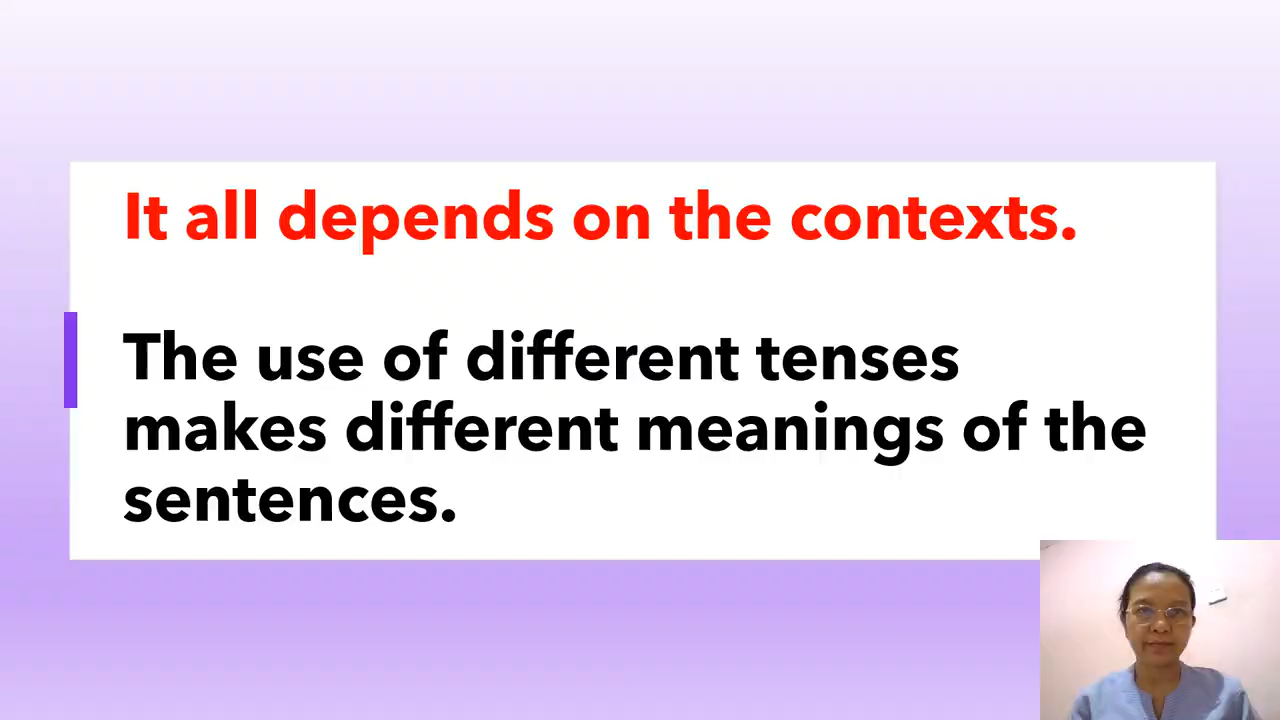 It all depends on the contexts.
The use of different tenses
makes different meanings of the
sentences.